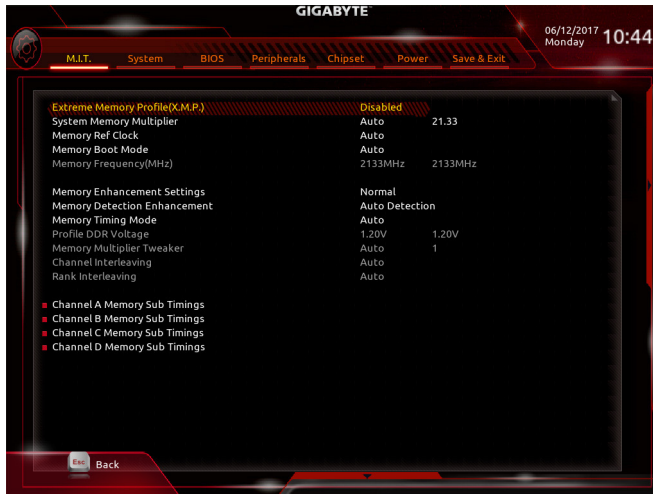 GIGABYTE
06/12/2017 Monday 10:44
M.I.T. System BIOS Peripherals Chipset Power Save & Exit
Extreme Memory Profile(X.M.P.) Disabled
System Memory Multiplier Auto 21.33
Memory Ref Clock Auto
Memory Boot Mode Auto
Memory Frequency(MHz) 2133MHz 2133MHz
Memory Enhancement Settings Normal
Memory Detection Enhancement Auto Detection
Memory Timing Mode Auto
Profile DDR Voltage 1.20V 1.20V
Memory Multiplier Tweaker Auto 1
Channel Interleaving Auto
Rank Interleaving Auto
Channel A Memory Sub Timings
Channel B Memory Sub Timings
Channel C Memory Sub Timings
Channel D Memory Sub Timings
Esc Back